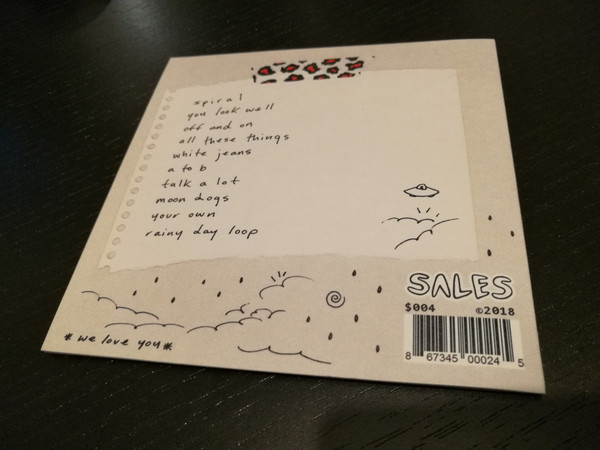 spiral
you look well
off and on
all these things
white jeans
a to b
talk a lot
moon dogs
your own
rainy day loop
SALES
$004 ©2018
8 67345 00024 5
*we love you*